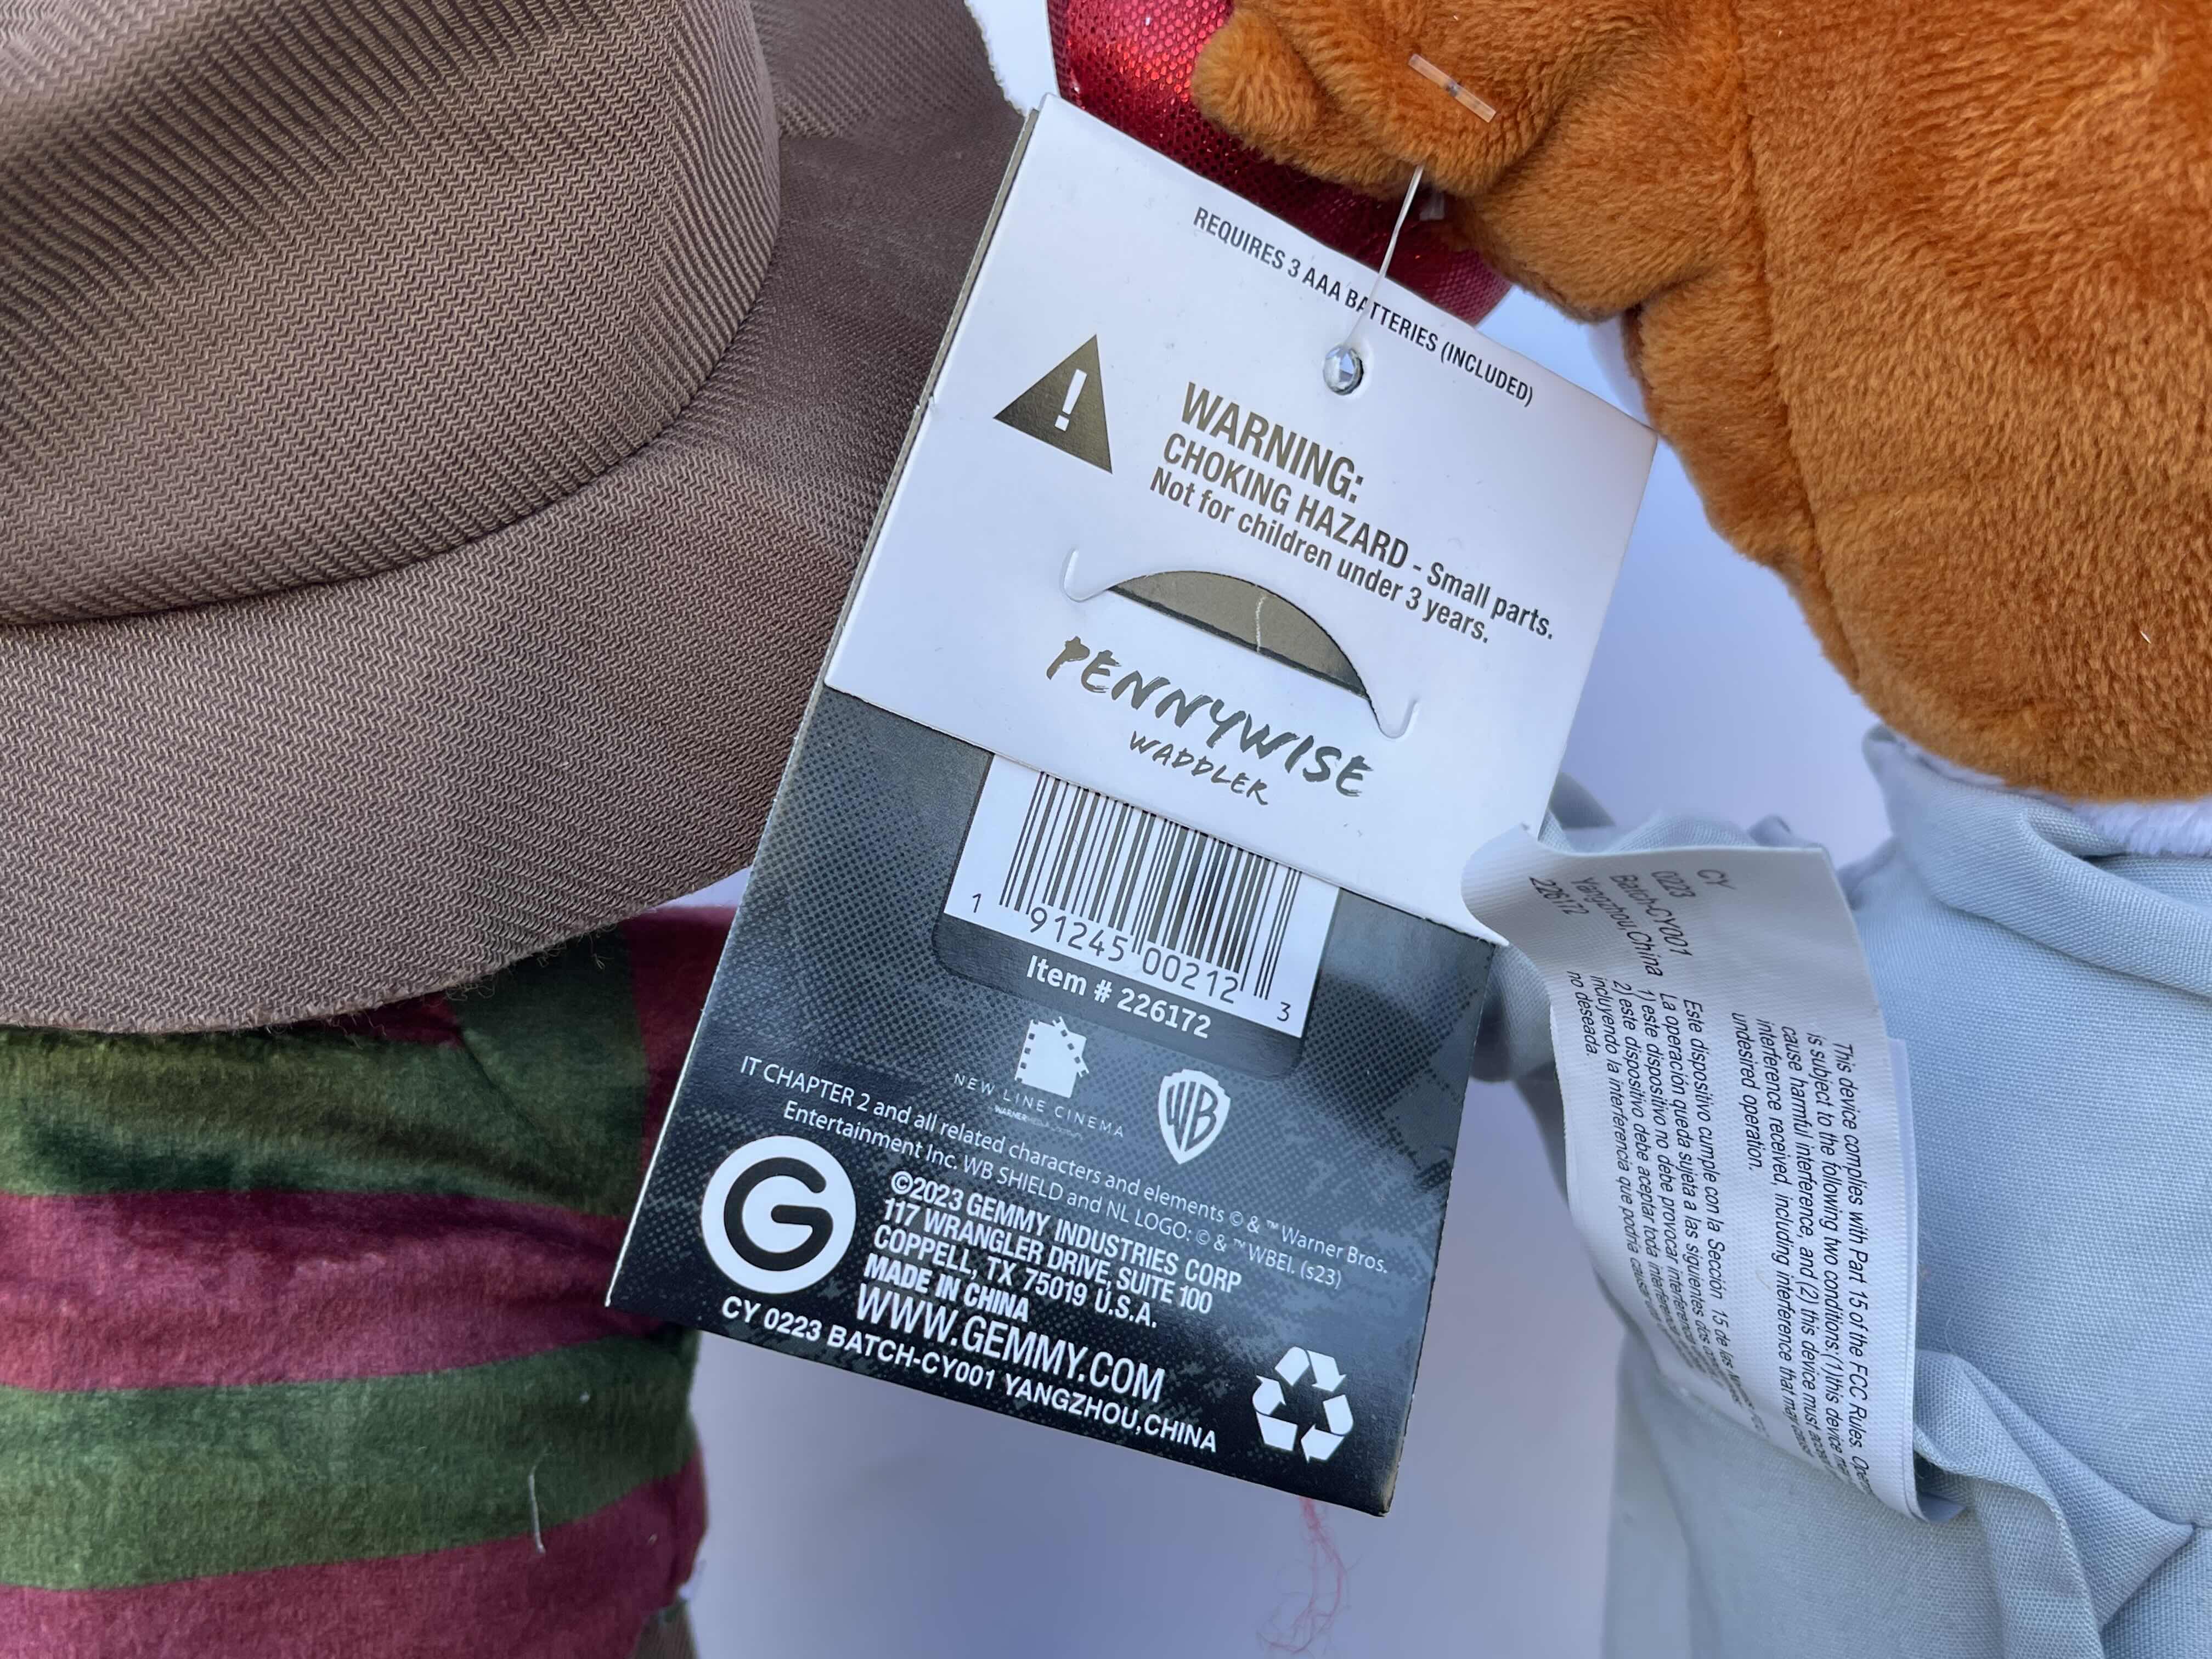 REQUIRES 3 AAA BATTERIES (INCLUDED)
!
WARNING:
CHOKING HAZARD - Small parts.
Not for children under 3 years.
PENNYWISE
WADDLER
1 91245 00212 3
Item # 226172
NEW LINE CINEMA
WB
IT CHAPTER 2 and all related characters and elements © & ™ Warner Bros.
Entertainment Inc. WB SHIELD and NL LOGO: © & ™ WBEI. (s23)
G
©2023 GEMMY INDUSTRIES CORP
117 WRANGLER DRIVE, SUITE 100
COPPELL, TX 75019 U.S.A.
MADE IN CHINA
WWW.GEMMY.COM
CY 0223 BATCH-CY001 YANGZHOU,CHINA
CY
0223
Batch-CY001
Yangzhou China
226172
This device complies with Part 15 of the FCC Rules.
is subject to the following two conditions:(1)this device
cause harmful interference, and (2) this device must
interference received, including interference that may cause
undesired operation.
Este dispositivo cumple con la Sección 15 de las
La operación queda sujeta a las siguientes dos
1) este dispositivo no debe provocar
2) este dispositivo debe aceptar toda interferencia
incluyendo la interferencia que podría causar
no deseada.